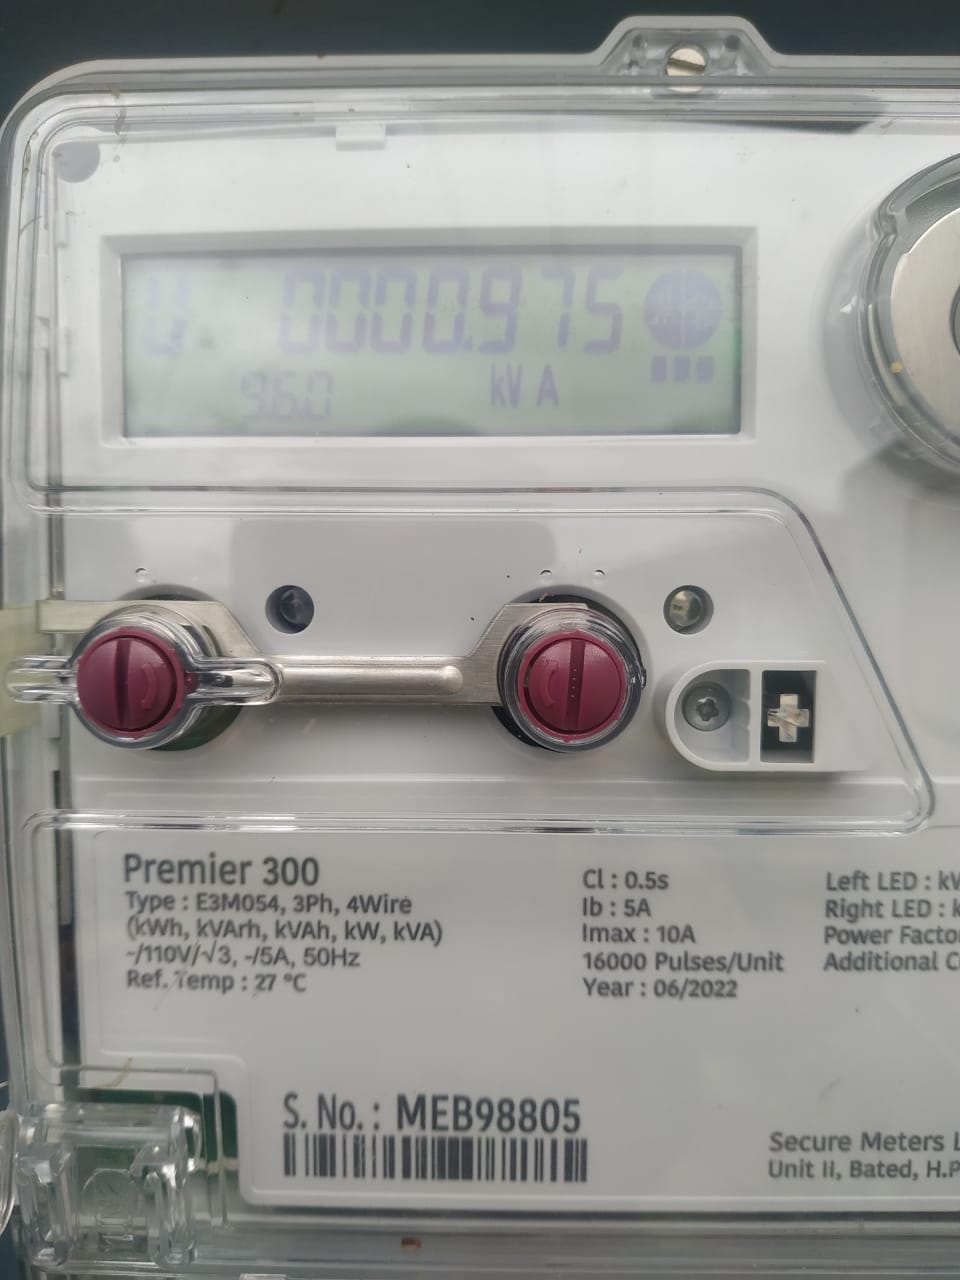 U 0000.975
9.6.0 kV A
Premier 300
Type : E3M054, 3Ph, 4Wire
(kWh, kVArh, kVAh, kW, kVA)
-/110V/√3, -/5A, 50Hz
Ref. Temp : 27 °C
Cl : 0.5s
Ib : 5A
Imax : 10A
16000 Pulses/Unit
Year : 06/2022
Left LED :
Right LED :
Power
Additional
S. No. : MEB98805
Secure Meters
Unit II, Bated,